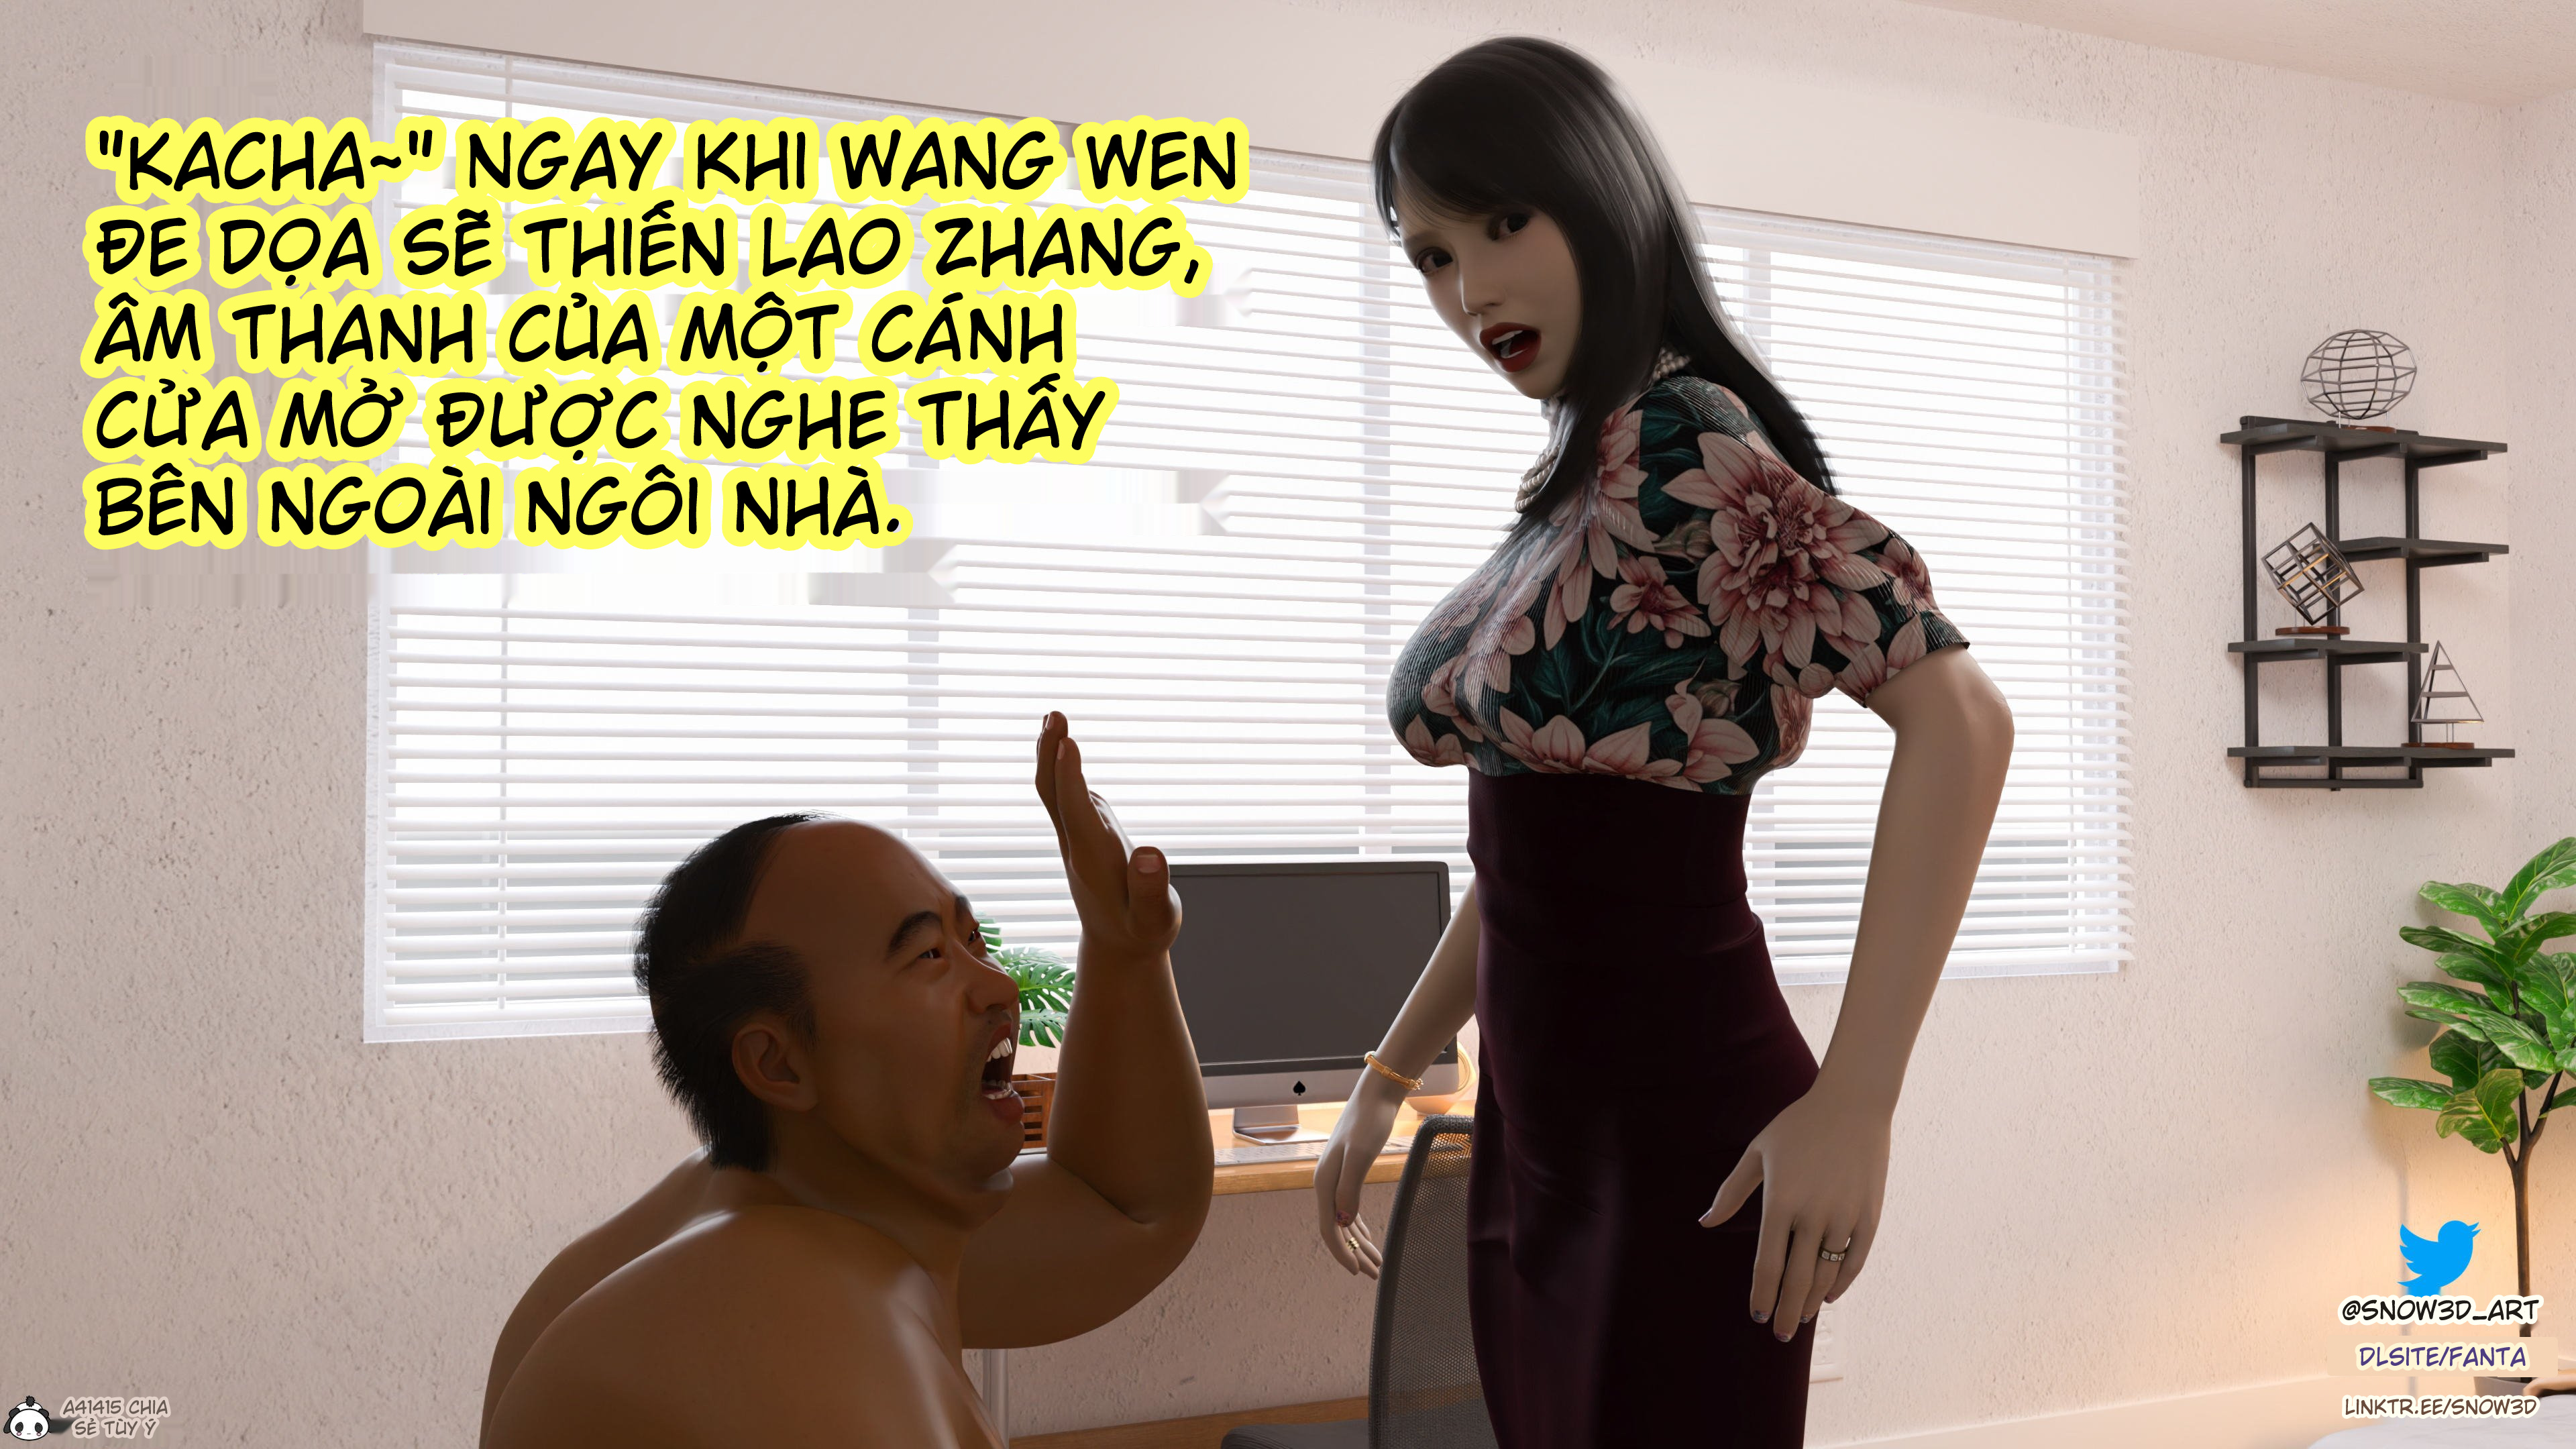 "KACHA~" NGAY KHI WANG WEN
ĐE DỌA SẼ THIẾN LAO ZHANG,
ÂM THANH CỦA MỘT CÁNH
CỬA MỞ ĐƯỢC NGHE THẤY
BÊN NGOÀI NGÔI NHÀ.
@SNOW3D_ART
DLSITE/FANTA
LINKTR.EE/SNOW3D
A41415 CHIA
SẺ TÙY Ý